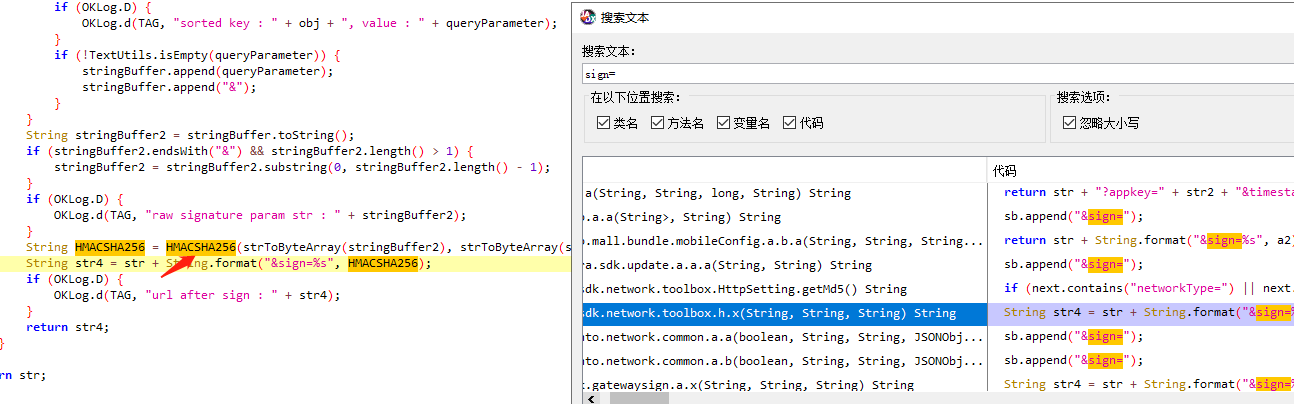 if (OKLog.D) {
OKLog.d(TAG, "sorted key : " + obj + ", value : " + queryParameter);
}
if (!TextUtils.isEmpty(queryParameter)) {
stringBuffer.append(queryParameter);
stringBuffer.append("&");
}
}
String stringBuffer2 = stringBuffer.toString();
if (stringBuffer2.endsWith("&") && stringBuffer2.length() > 1) {
stringBuffer2 = stringBuffer2.substring(0, stringBuffer2.length() - 1);
}
if (OKLog.D) {
OKLog.d(TAG, "raw signature param str : " + stringBuffer2);
}
String HMACSHA256 = HMACSHA256(strToByteArray(stringBuffer2), strToByteArray(s
String str4 = str + String.format("&sign=%s", HMACSHA256);
if (OKLog.D) {
OKLog.d(TAG, "url after sign : " + str4);
}
return str4;
}
rn str;
搜索文本
搜索文本:
sign=
在以下位置搜索:
类名 方法名 变量名 代码
搜索选项:
忽略大小写
代码
.a(String, String, long, String) String return str + "?appkey=" + str2 + "&timesta
o.a.a(String>, String) String sb.append("&sign=");
o.mall.bundle.mobileConfig.a.b.a(String, String, String... return str + String.format("&sign=%s", a2)
ra.sdk.update.a.a.a(String, String) String sb.append("&sign=");
sdk.network.toolbox.HttpSetting.getMd5() String if (next.contains("networkType=") || next.
sdk.network.toolbox.h.x(String, String, String) String String str4 = str + String.format("&sign=%
nto.network.common.a.a(boolean, String, String, JSONObj... sb.append("&sign=");
nto.network.common.a.b(boolean, String, String, JSONObj... sb.append("&sign=");
t.gatewaysign.a.x(String, String, String) String String str4 = str + String.format("&sign=%